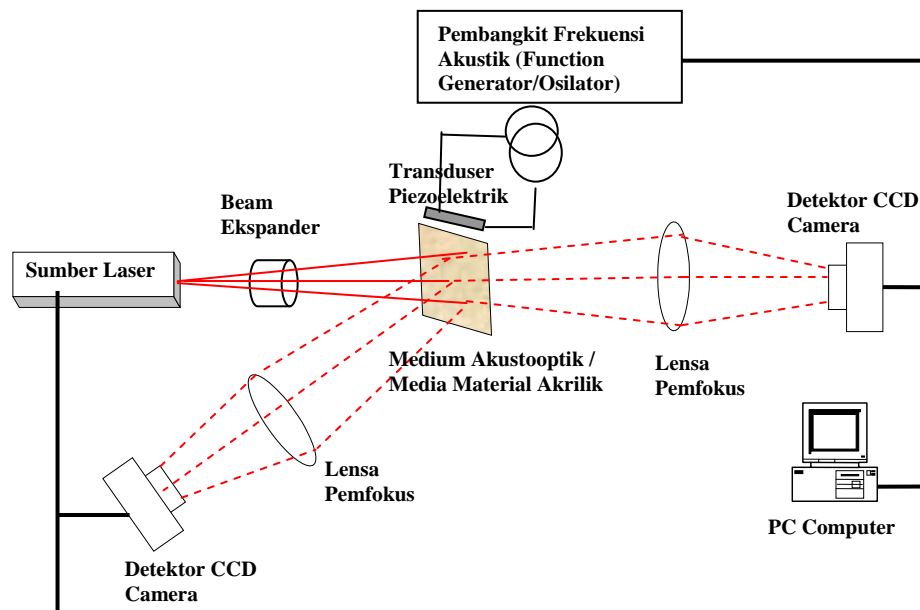 Pembangkit Frekuensi
Akustik (Function
Generator/Osilator)
Transduser
Piezoelektrik
Beam
Ekspander
Detektor CCD
Camera
Sumber Laser
Medium Akustooptik /
Media Material Akrilik
Lensa
Pemfokus
Lensa
Pemfokus
PC Computer
Detektor CCD
Camera